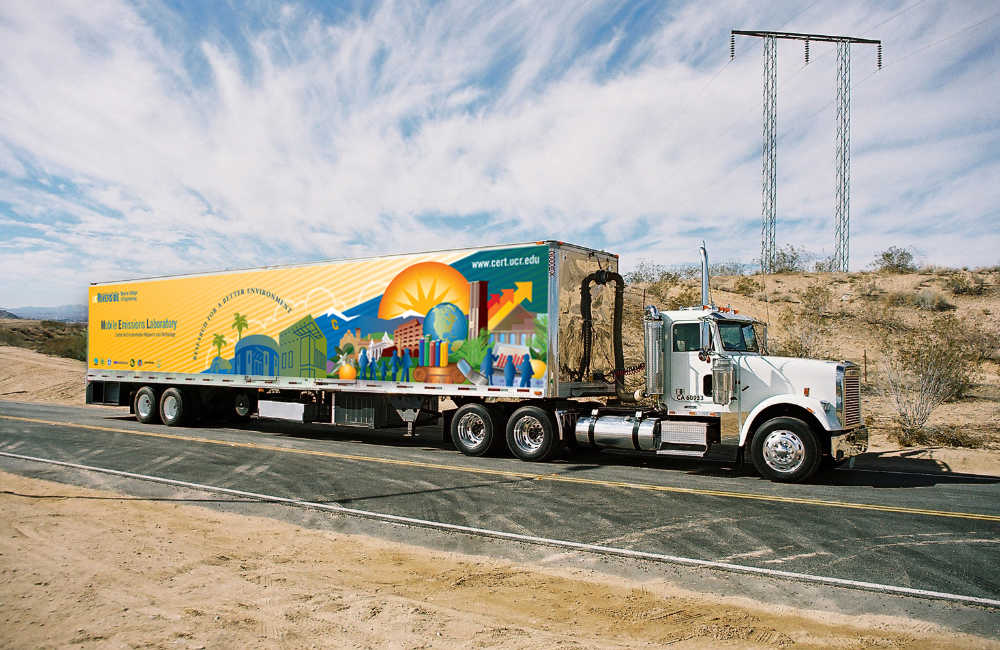 UCRIVERSIDE
Bourns College
of Engineering
Mobile Emissions Laboratory
Center for Environmental Research and Technology
RESEARCH FOR A BETTER ENVIRONMENT
C
www.cert.ucr.edu
CA 60953